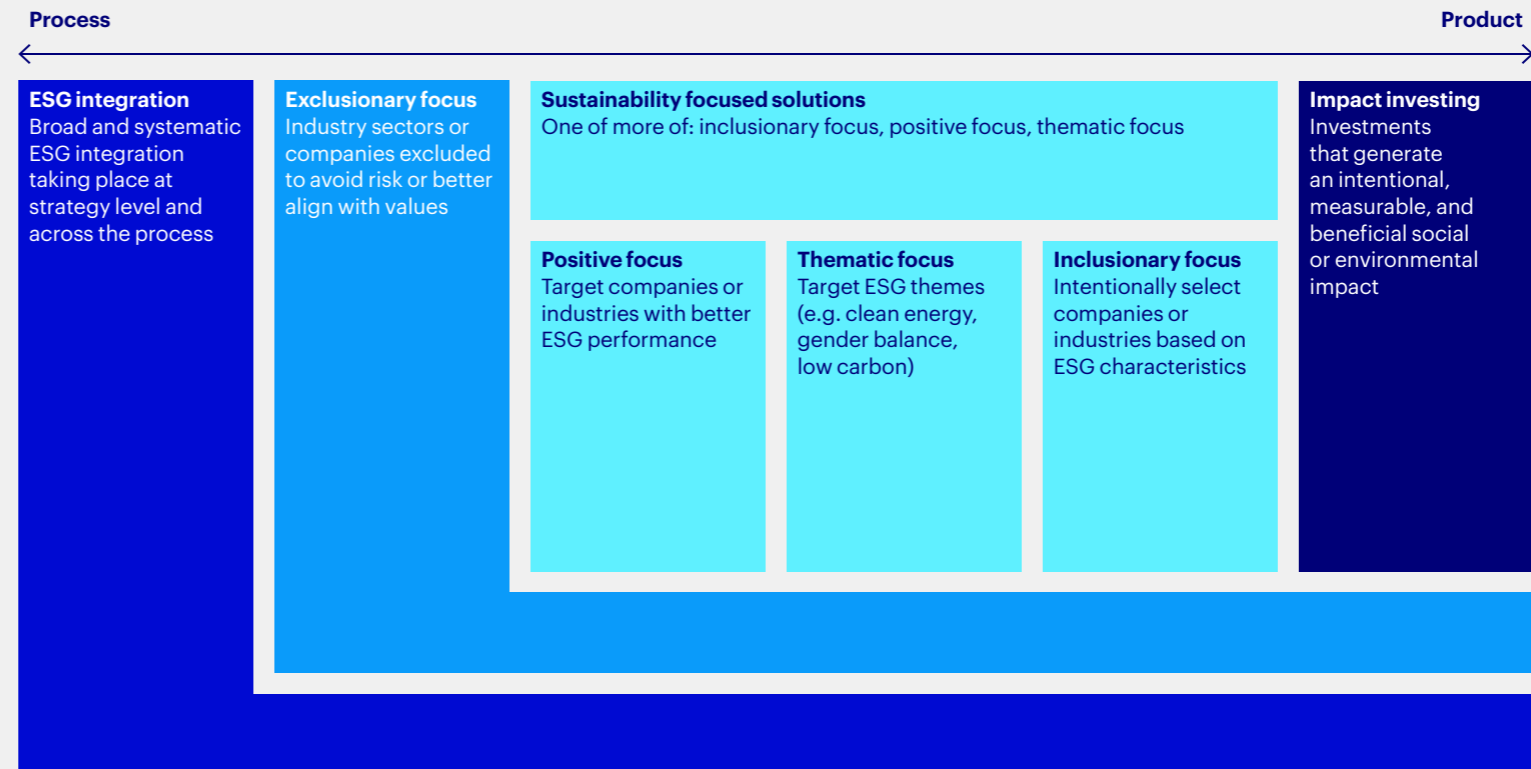 Process
Product
ESG integration
Broad and systematic
ESG integration
taking place at
strategy level and
across the process
Exclusionary focus
Industry sectors or
companies excluded
to avoid risk or better
align with values
Sustainability focused solutions
One of more of: inclusionary focus, positive focus, thematic focus
Positive focus
Target companies or
industries with better
ESG performance
Thematic focus
Target ESG themes
(e.g. clean energy,
gender balance,
low carbon)
Inclusionary focus
Intentionally select
companies or
industries based on
ESG characteristics
Impact investing
Investments
that generate
an intentional,
measurable, and
beneficial social
or environmental
impact